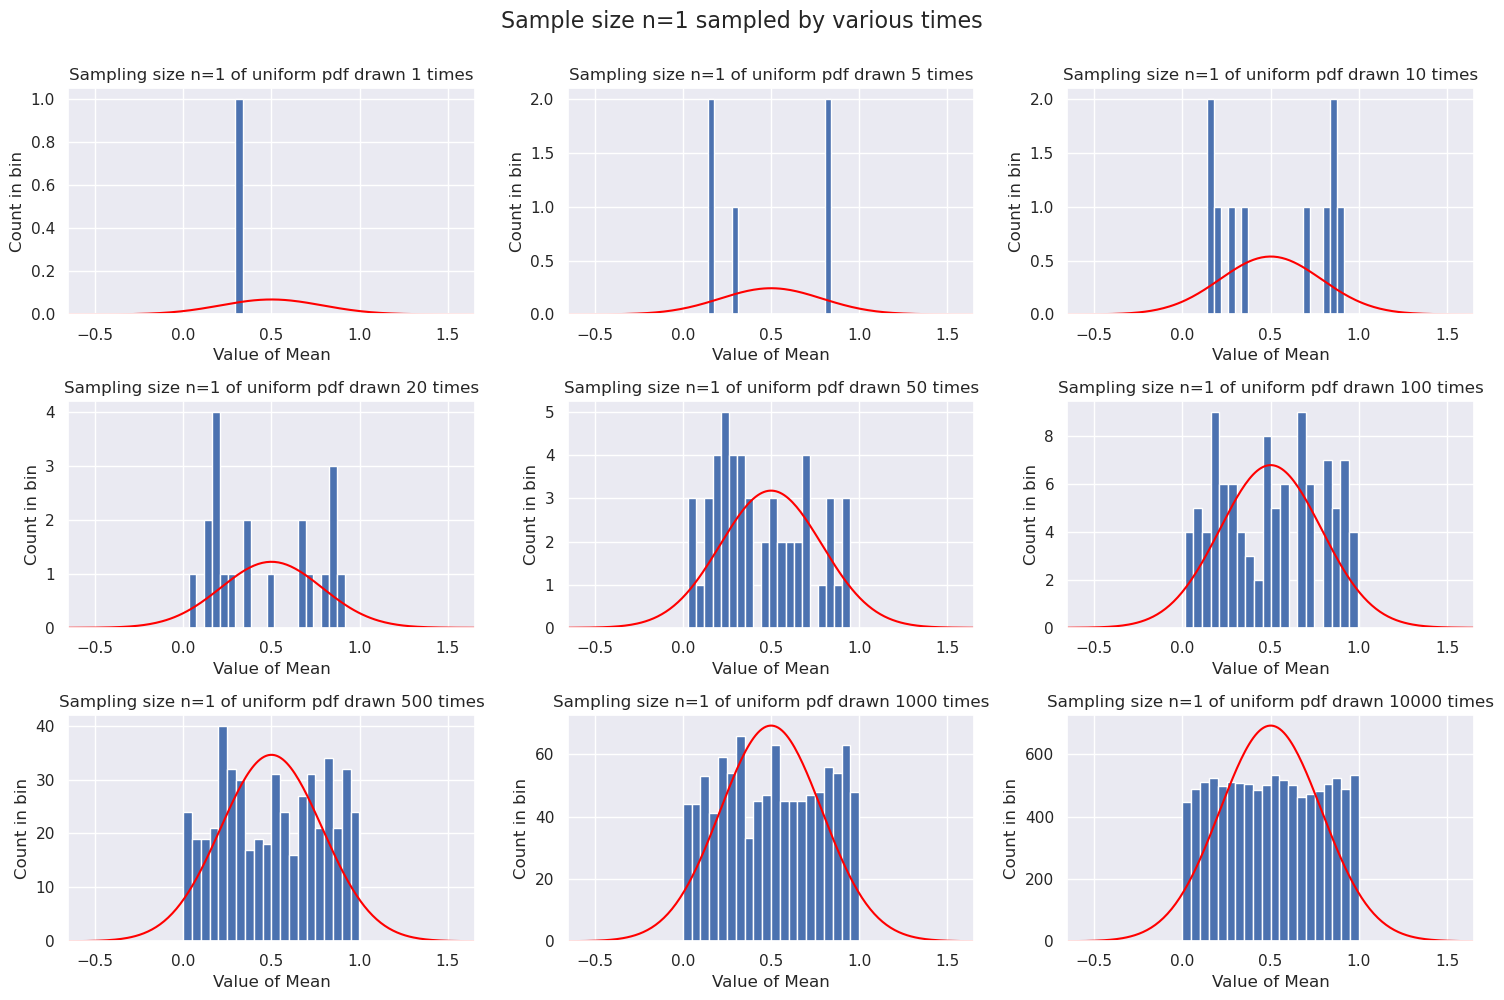 Sample size n=1 sampled by various times
Sampling size n=1 of uniform pdf drawn 1 times
Count in bin
1.0
0.8
0.6
0.4
0.2
0.0
−0.5 0.0 0.5 1.0 1.5
Value of Mean
Sampling size n=1 of uniform pdf drawn 5 times
Count in bin
2.0
1.5
1.0
0.5
0.0
−0.5 0.0 0.5 1.0 1.5
Value of Mean
Sampling size n=1 of uniform pdf drawn 10 times
Count in bin
2.0
1.5
1.0
0.5
0.0
−0.5 0.0 0.5 1.0 1.5
Value of Mean
Sampling size n=1 of uniform pdf drawn 20 times
Count in bin
4
3
2
1
0
−0.5 0.0 0.5 1.0 1.5
Value of Mean
Sampling size n=1 of uniform pdf drawn 50 times
Count in bin
5
4
3
2
1
0
−0.5 0.0 0.5 1.0 1.5
Value of Mean
Sampling size n=1 of uniform pdf drawn 100 times
Count in bin
8
6
4
2
0
−0.5 0.0 0.5 1.0 1.5
Value of Mean
Sampling size n=1 of uniform pdf drawn 500 times
Count in bin
40
30
20
10
0
−0.5 0.0 0.5 1.0 1.5
Value of Mean
Sampling size n=1 of uniform pdf drawn 1000 times
Count in bin
60
40
20
0
−0.5 0.0 0.5 1.0 1.5
Value of Mean
Sampling size n=1 of uniform pdf drawn 10000 times
Count in bin
600
400
200
0
−0.5 0.0 0.5 1.0 1.5
Value of Mean